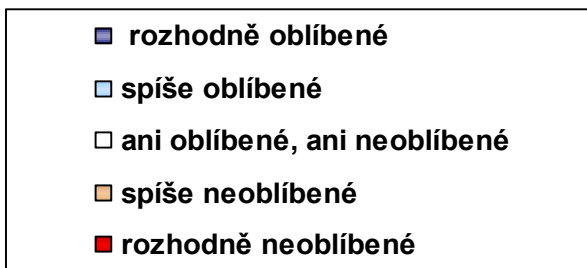 rozhodně oblíbené
spíše oblíbené
ani oblíbené, ani neoblíbené
spíše neoblíbené
rozhodně neoblíbené